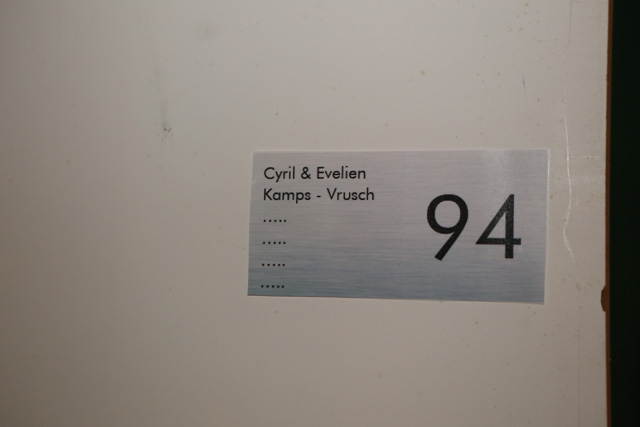 Cyril & Evelien
Kamps - Vrusch
.....
.....
.....
.....
94